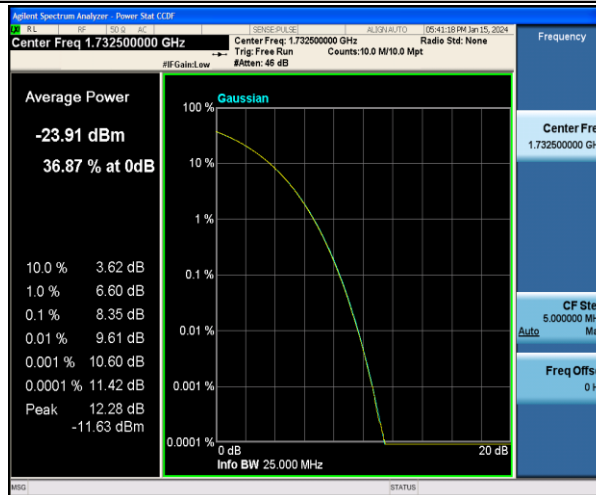 Agilent Spectrum Analyzer - Power Stat CCDF
RL RF 50 Ω AC SENSE:PULSE ALIGNAUTO 05:41:18 PM Jan 15, 2024
Center Freq 1.732500000 GHz
Center Freq: 1.732500000 GHz Radio Std: None
Trig: Free Run Counts:10.0 M/10.0 Mpt
#IFGain:Low #Atten: 46 dB
Frequency
Average Power
-23.91 dBm
36.87 % at 0dB
10.0 % 3.62 dB
1.0 % 6.60 dB
0.1 % 8.35 dB
0.01 % 9.61 dB
0.001 % 10.60 dB
0.0001 % 11.42 dB
Peak 12.28 dB
-11.63 dBm
Gaussian
100 %
10 %
1 %
0.1 %
0.01 %
0.001 %
0.0001 %
0 dB 20 dB
Info BW 25.000 MHz
Center Fre
1.732500000 GH
CF Ste
5.000000 MH
Auto Ma
Freq Offs
0 H
MSG STATUS